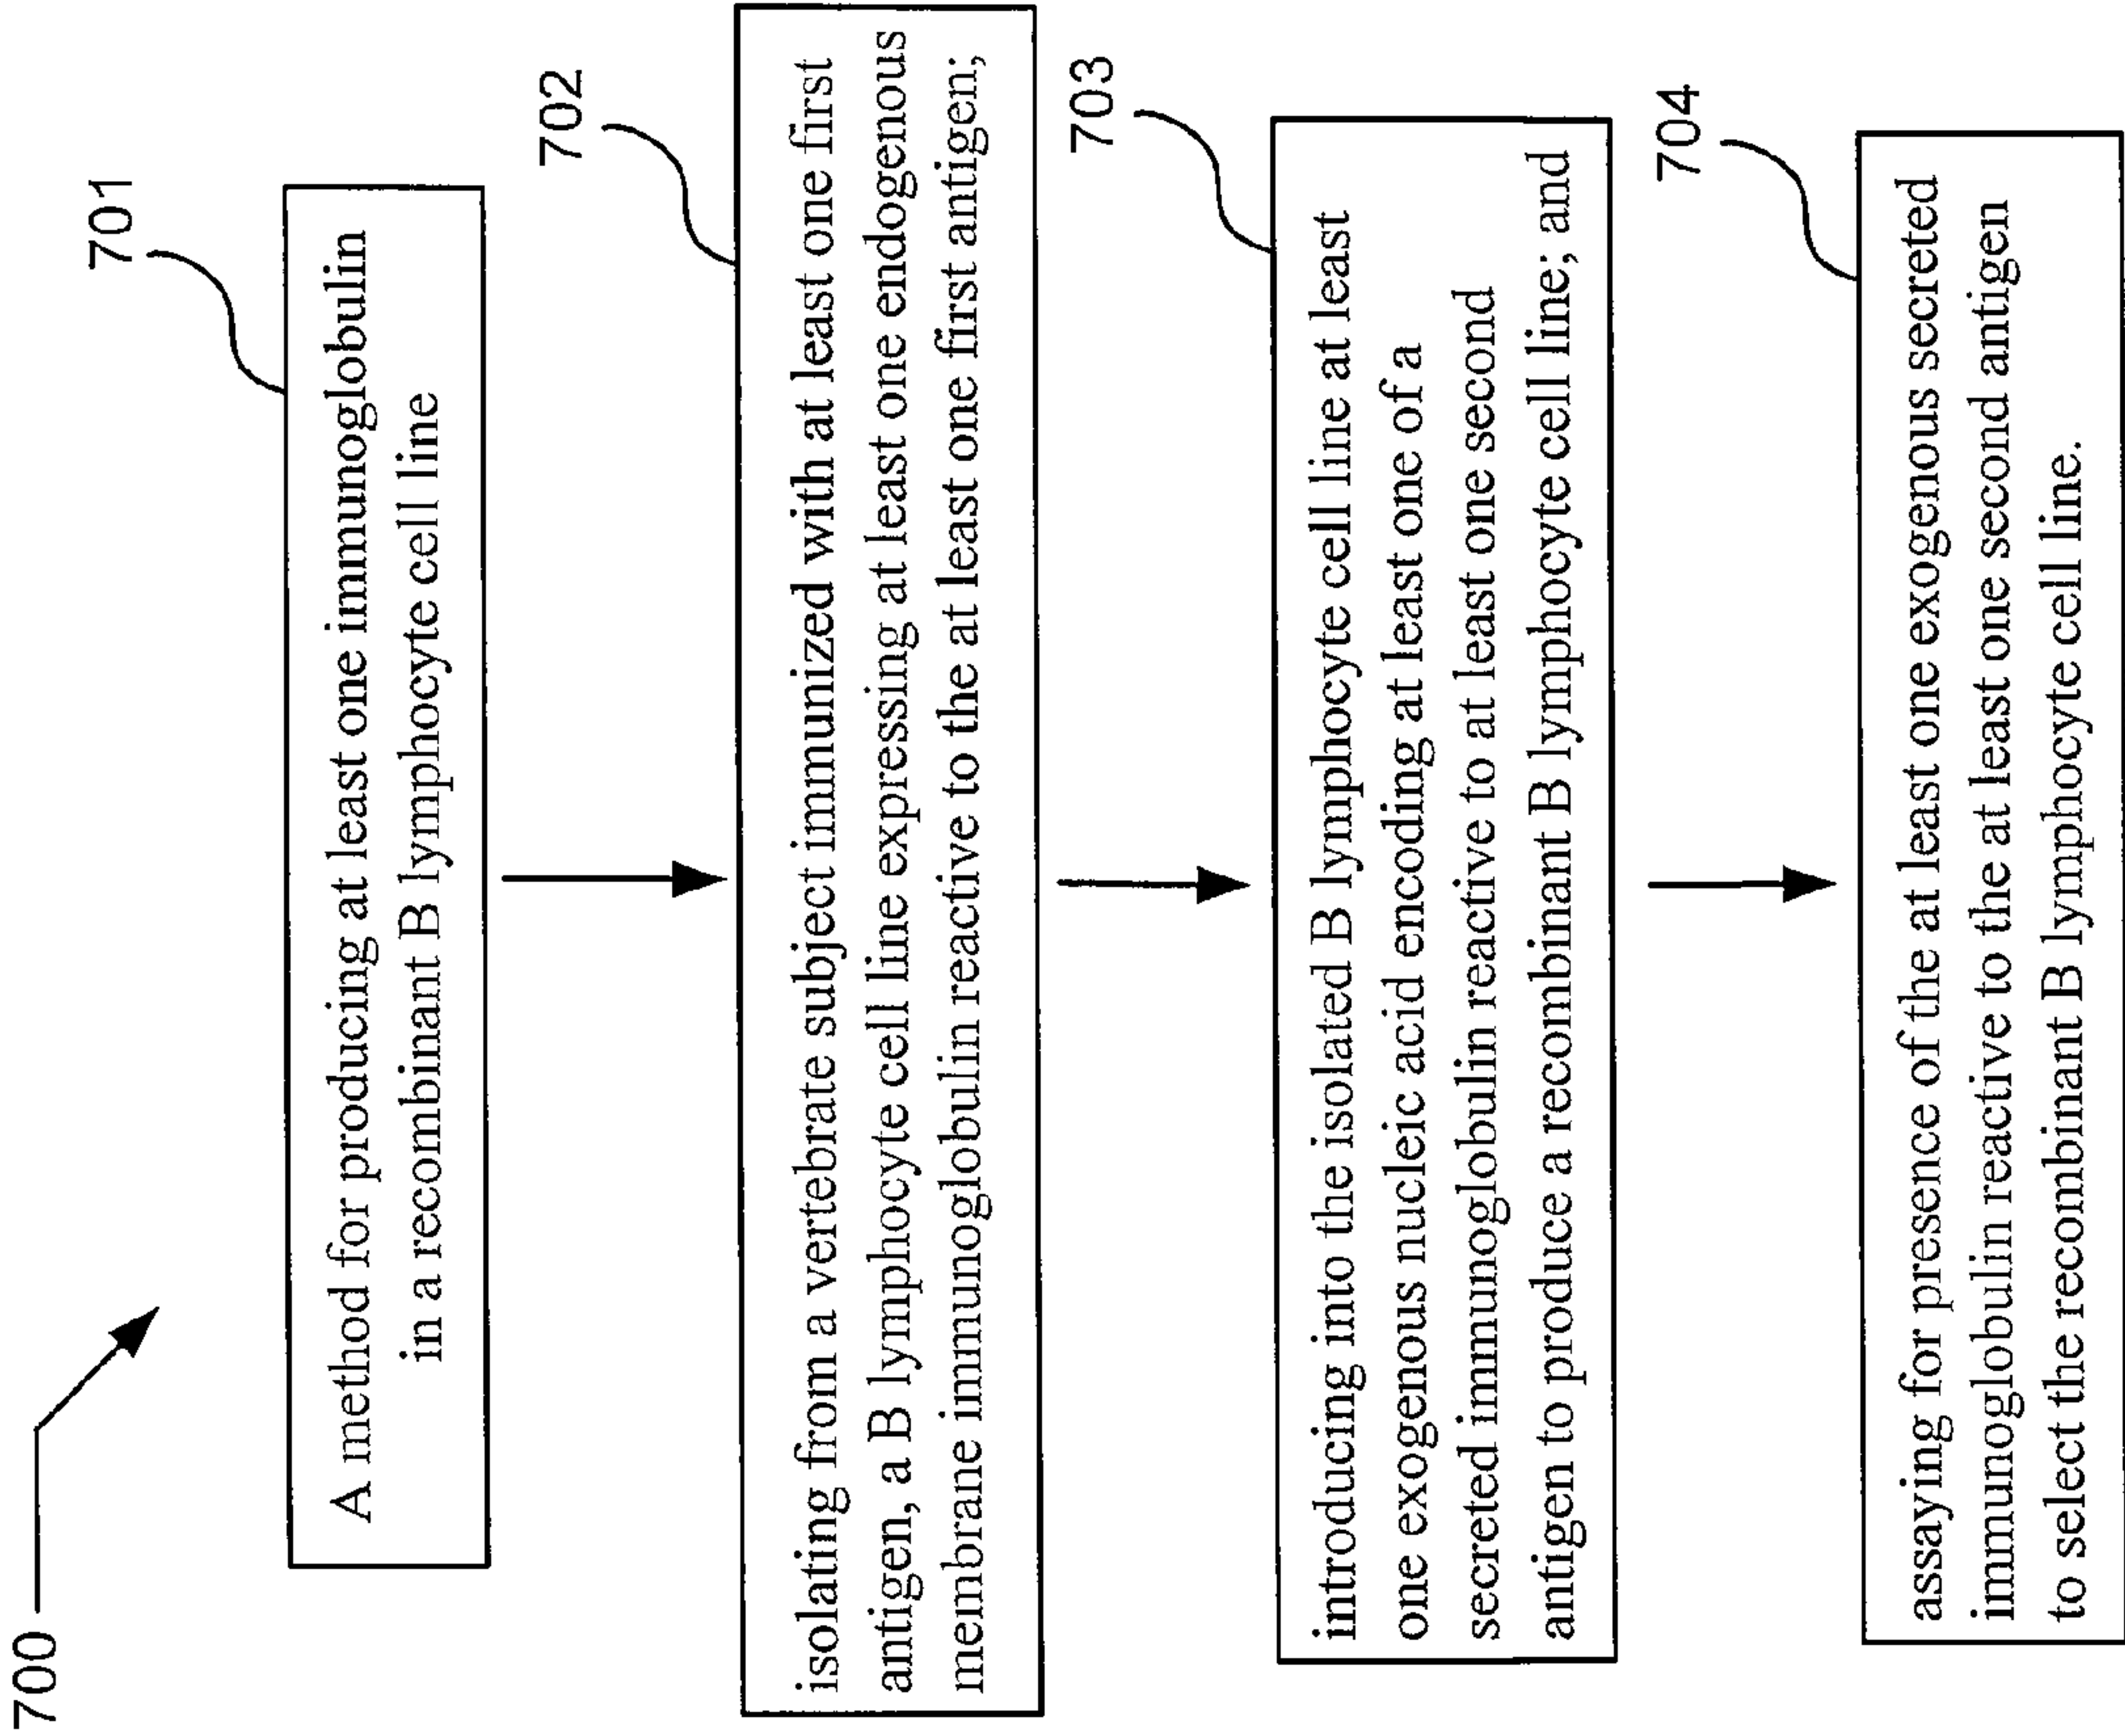 700
701
A method for producing at least one immunoglobulin
in a recombinant B lymphocyte cell line
702
isolating from a vertebrate subject immunized with at least one first
antigen, a B lymphocyte cell line expressing at least one endogenous
membrane immunoglobulin reactive to the at least one first antigen;
703
introducing into the isolated B lymphocyte cell line at least
one exogenous nucleic acid encoding at least one of a
secreted immunoglobulin reactive to at least one second
antigen to produce a recombinant B lymphocyte cell line; and
704
assaying for presence of the at least one exogenous secreted
immunoglobulin reactive to the at least one second antigen
to select the recombinant B lymphocyte cell line.